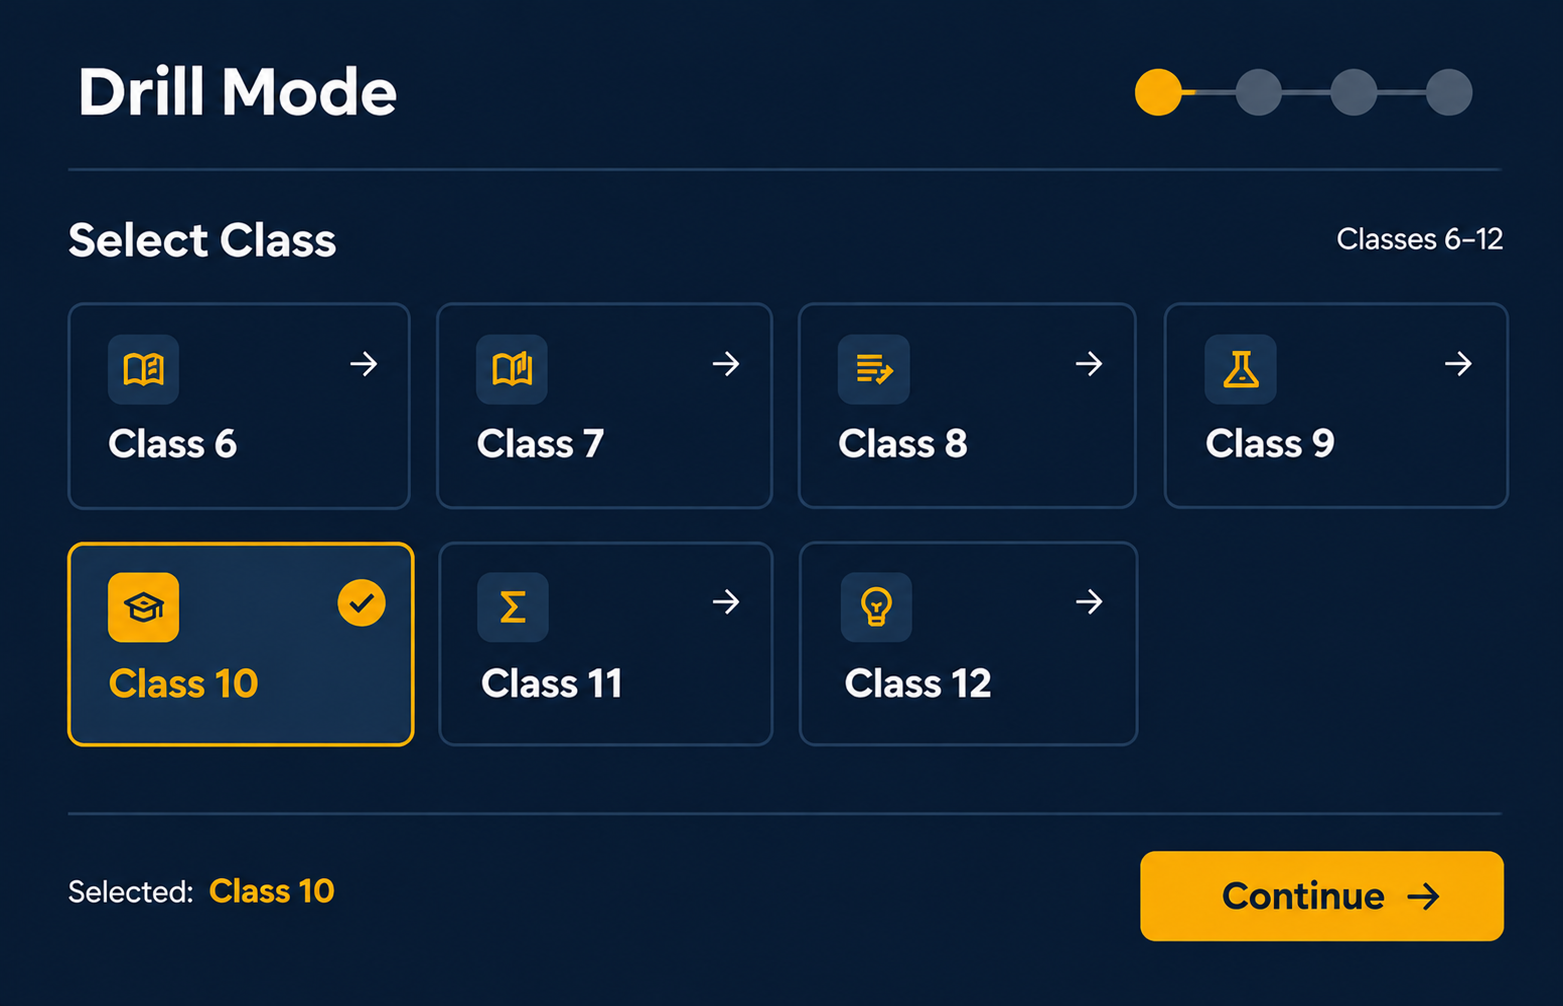 Drill Mode
Select Class
Classes 6–12
Class 6
Class 7
Class 8
Class 9
Class 10
Σ
Class 11
Class 12
Selected: Class 10
Continue →